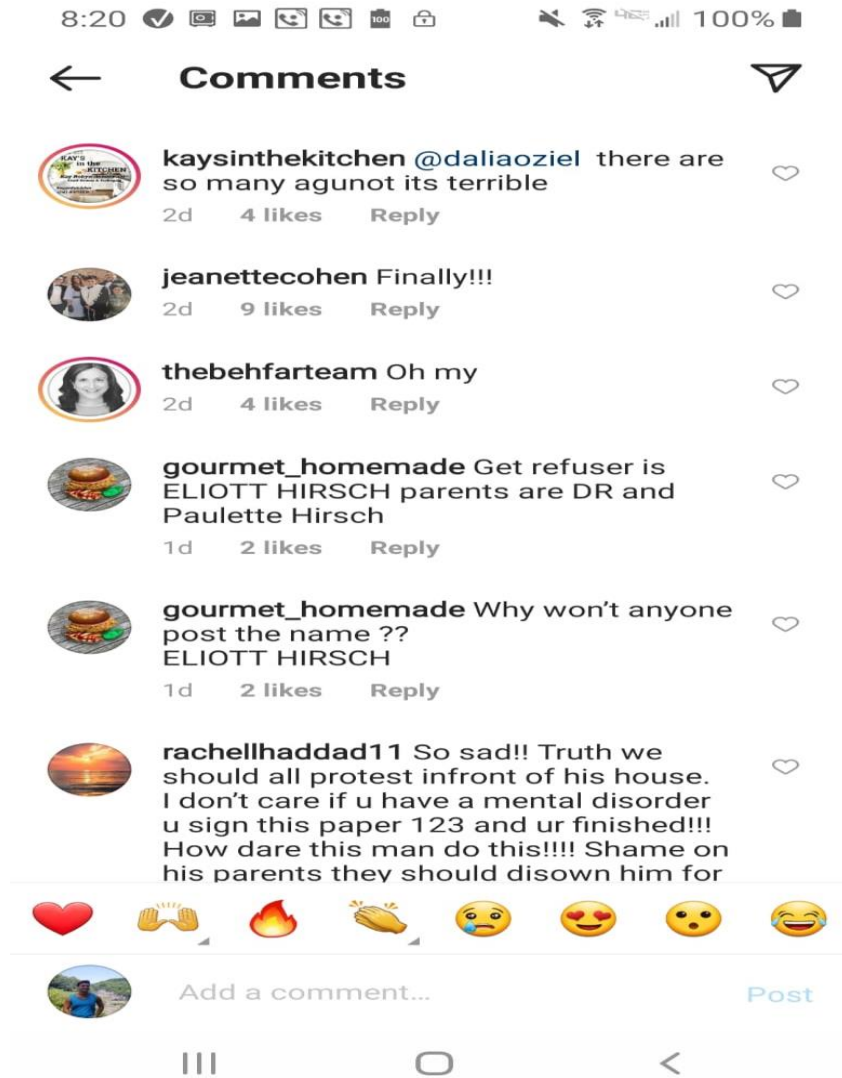 8:20 100%
Comments
KAY'S
in the
KITCHEN
kaysinthekitchen @daliaoziel there are
so many agunot its terrible
2d 4 likes Reply
jeanettecohen Finally!!!
2d 9 likes Reply
thebehfarteam Oh my
2d 4 likes Reply
gourmet_homemade Get refuser is
ELIOTT HIRSCH parents are DR and
Paulette Hirsch
1d 2 likes Reply
gourmet_homemade Why won't anyone
post the name ??
ELIOTT HIRSCH
1d 2 likes Reply
rachellhaddad11 So sad!! Truth we
should all protest infront of his house.
I don't care if u have a mental disorder
u sign this paper 123 and ur finished!!!
How dare this man do this!!!! Shame on
his parents they should disown him for
Add a comment... Post